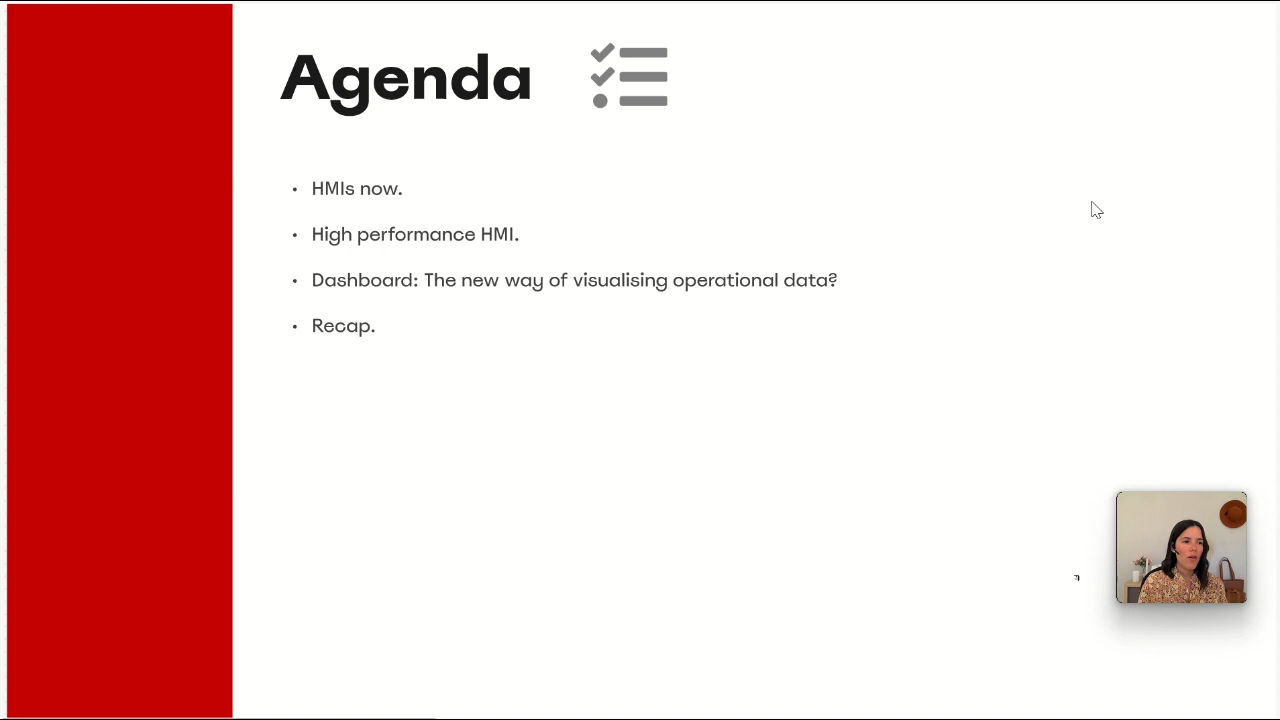 Agenda
• HMIs now.
• High performance HMI.
• Dashboard: The new way of visualising operational data?
• Recap.